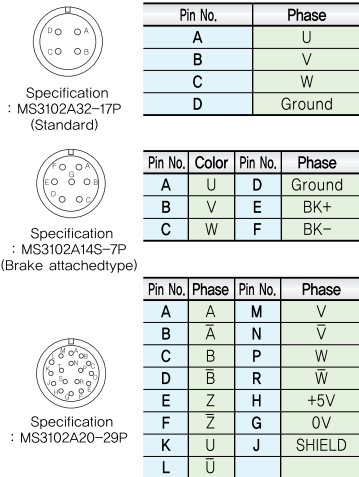 D A
C B
Specification
: MS3102A32-17P
(Standard)
Pin No. Phase
A U
B V
C W
D Ground
F A
G
E B
D C
Specification
: MS3102A14S-7P
(Brake attachedtype)
Pin No. Color Pin No. Phase
A U D Ground
B V E BK+
C W F BK-
Specification
: MS3102A20-29P
Pin No. Phase Pin No. Phase
A A M V
B A̅ N V̅
C B P W
D B̅ R W̅
E Z H +5V
F Z̅ G 0V
K U J SHIELD
L U̅